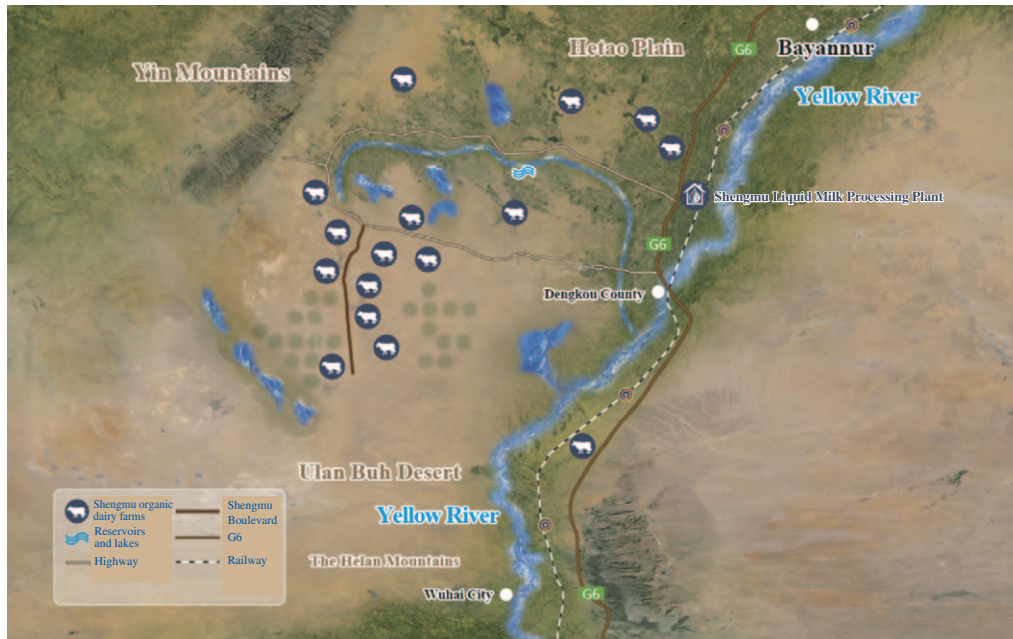 Hetao Plain
G6
Bayannur
Yin Mountains
Yellow River
Shengmu Liquid Milk Processing Plant
G6
Dengkou County
Ulan Buh Desert
Yellow River
The Helan Mountains
Wuhai City
G6
Shengmu organic
dairy farms
Reservoirs
and lakes
Highway
Shengmu
Boulevard
G6
Railway